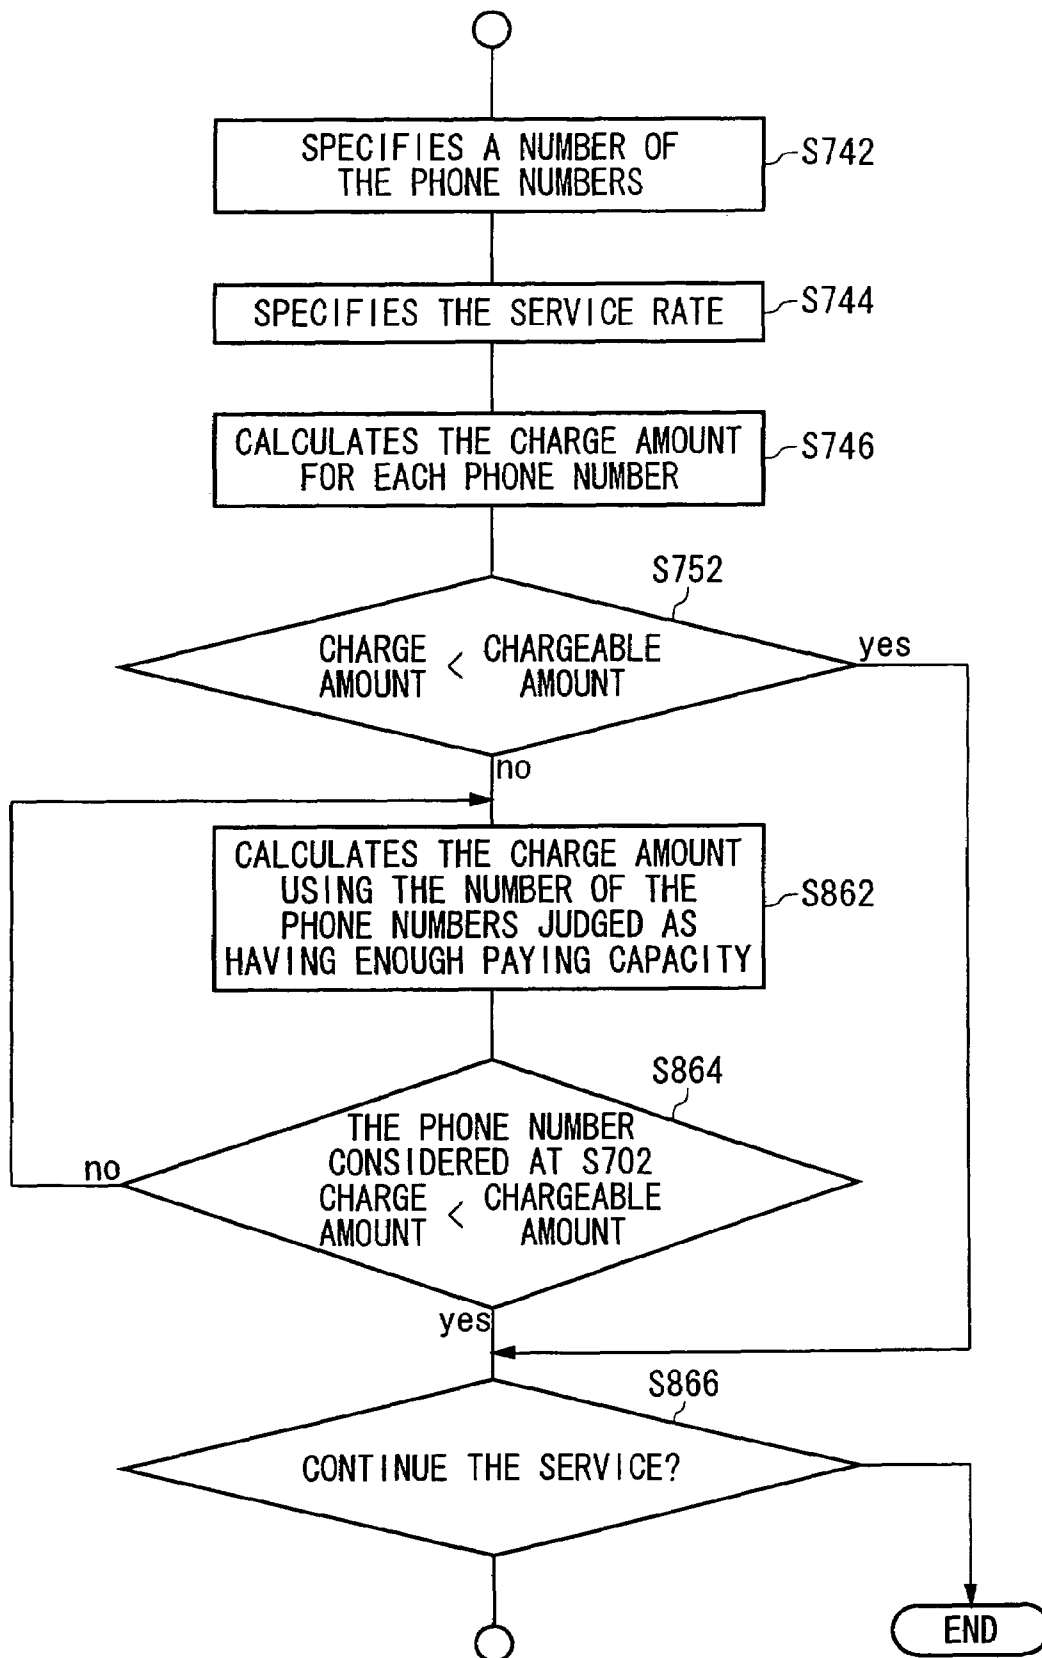 SPECIFIES A NUMBER OF
THE PHONE NUMBERS
S742
SPECIFIES THE SERVICE RATE
S744
CALCULATES THE CHARGE AMOUNT
FOR EACH PHONE NUMBER
S746
S752
CHARGE AMOUNT < CHARGEABLE AMOUNT
yes
no
CALCULATES THE CHARGE AMOUNT
USING THE NUMBER OF THE
PHONE NUMBERS JUDGED AS
HAVING ENOUGH PAYING CAPACITY
S862
S864
THE PHONE NUMBER
CONSIDERED AT S702
CHARGE AMOUNT < CHARGEABLE AMOUNT
no
yes
S866
CONTINUE THE SERVICE?
END